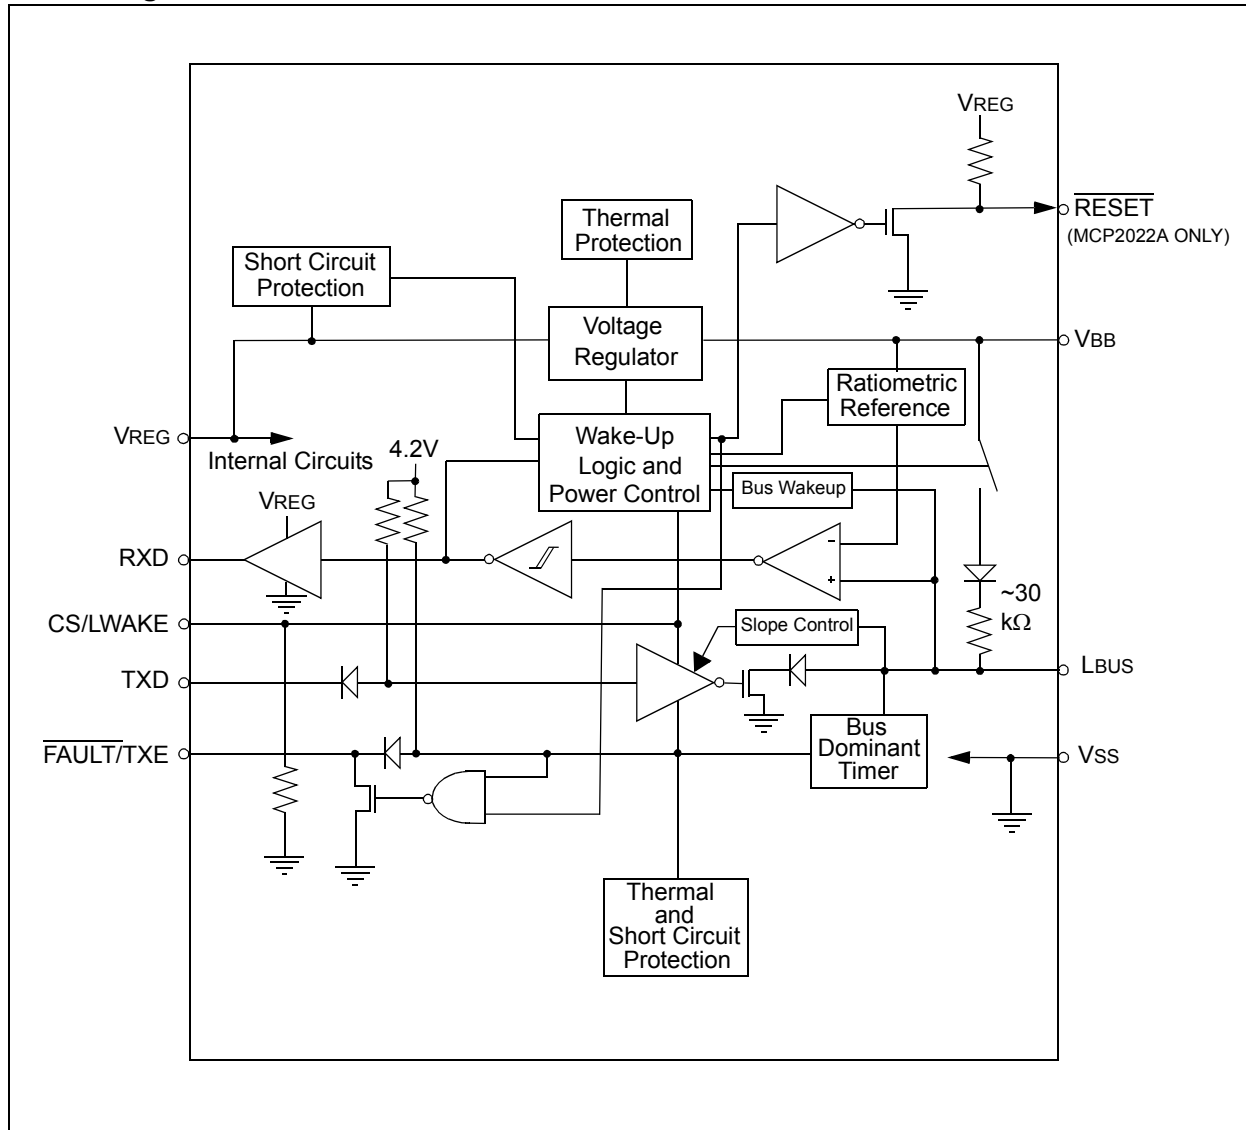 VREG
RESET
(MCP2022A ONLY)
Thermal
Protection
Short Circuit
Protection
Voltage
Regulator
VBB
Ratiometric
Reference
VREG
Internal Circuits
4.2V
Wake-Up
Logic and
Power Control
Bus Wakeup
VREG
RXD
-
+
~30
kΩ
CS/LWAKE
Slope Control
TXD
LBUS
FAULT/TXE
Bus
Dominant
Timer
VSS
Thermal
and
Short Circuit
Protection